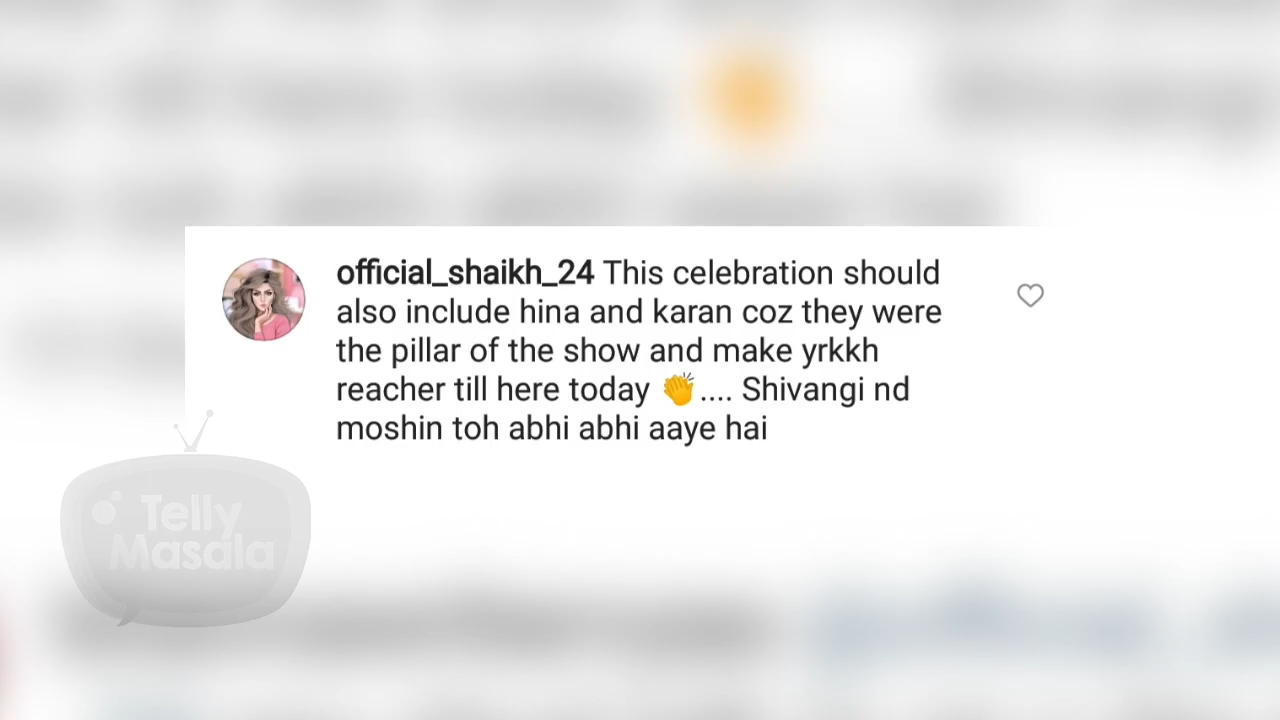 official_shaikh_24 This celebration should
also include hina and karan coz they were
the pillar of the show and make yrkkh
reacher till here today 👏.... Shivangi nd
moshin toh abhi abhi aaye hai
Telly
Masala